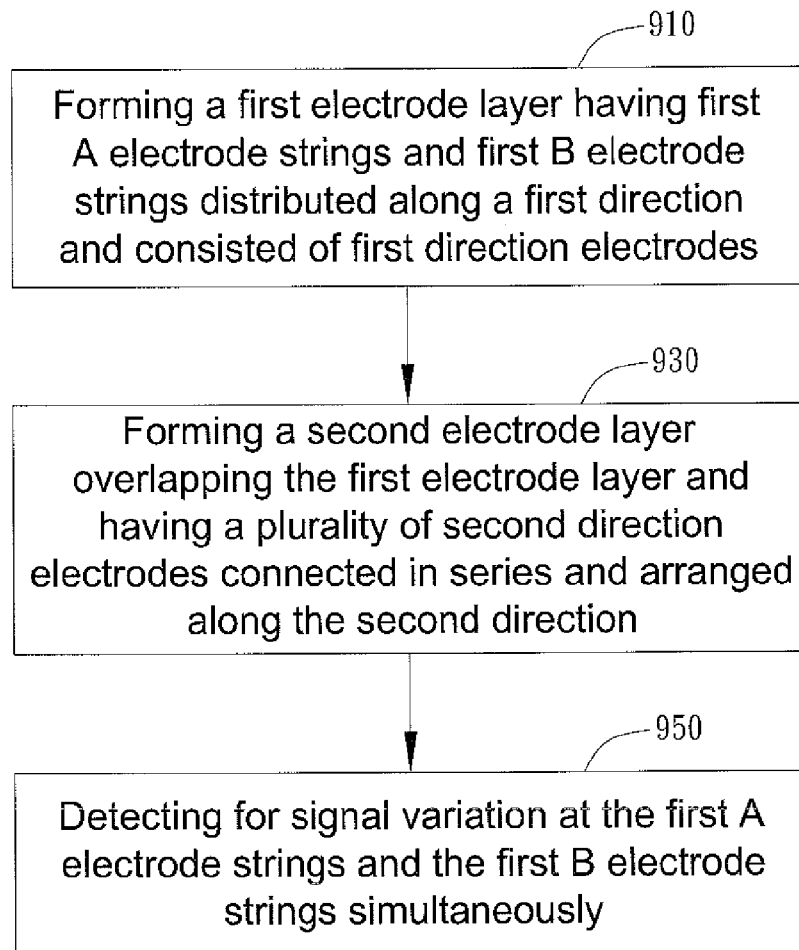 910
Forming a first electrode layer having first
A electrode strings and first B electrode
strings distributed along a first direction
and consisted of first direction electrodes
930
Forming a second electrode layer
overlapping the first electrode layer and
having a plurality of second direction
electrodes connected in series and arranged
along the second direction
950
Detecting for signal variation at the first A
electrode strings and the first B electrode
strings simultaneously